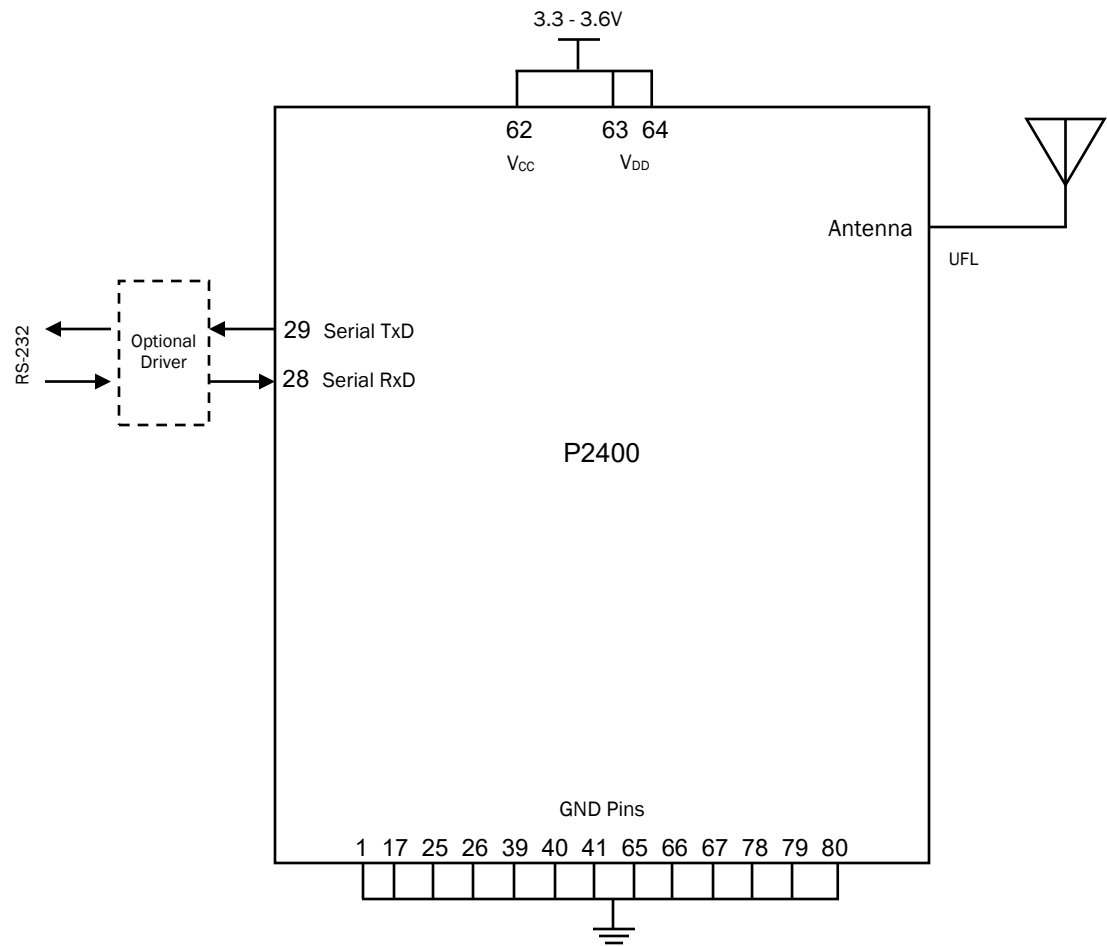 3.3 - 3.6V
62 63 64
VCC VDD
Antenna
UFL
RS-232
Optional
Driver
29 Serial TxD
28 Serial RxD
P2400
GND Pins
1 17 25 26 39 40 41 65 66 67 78 79 80